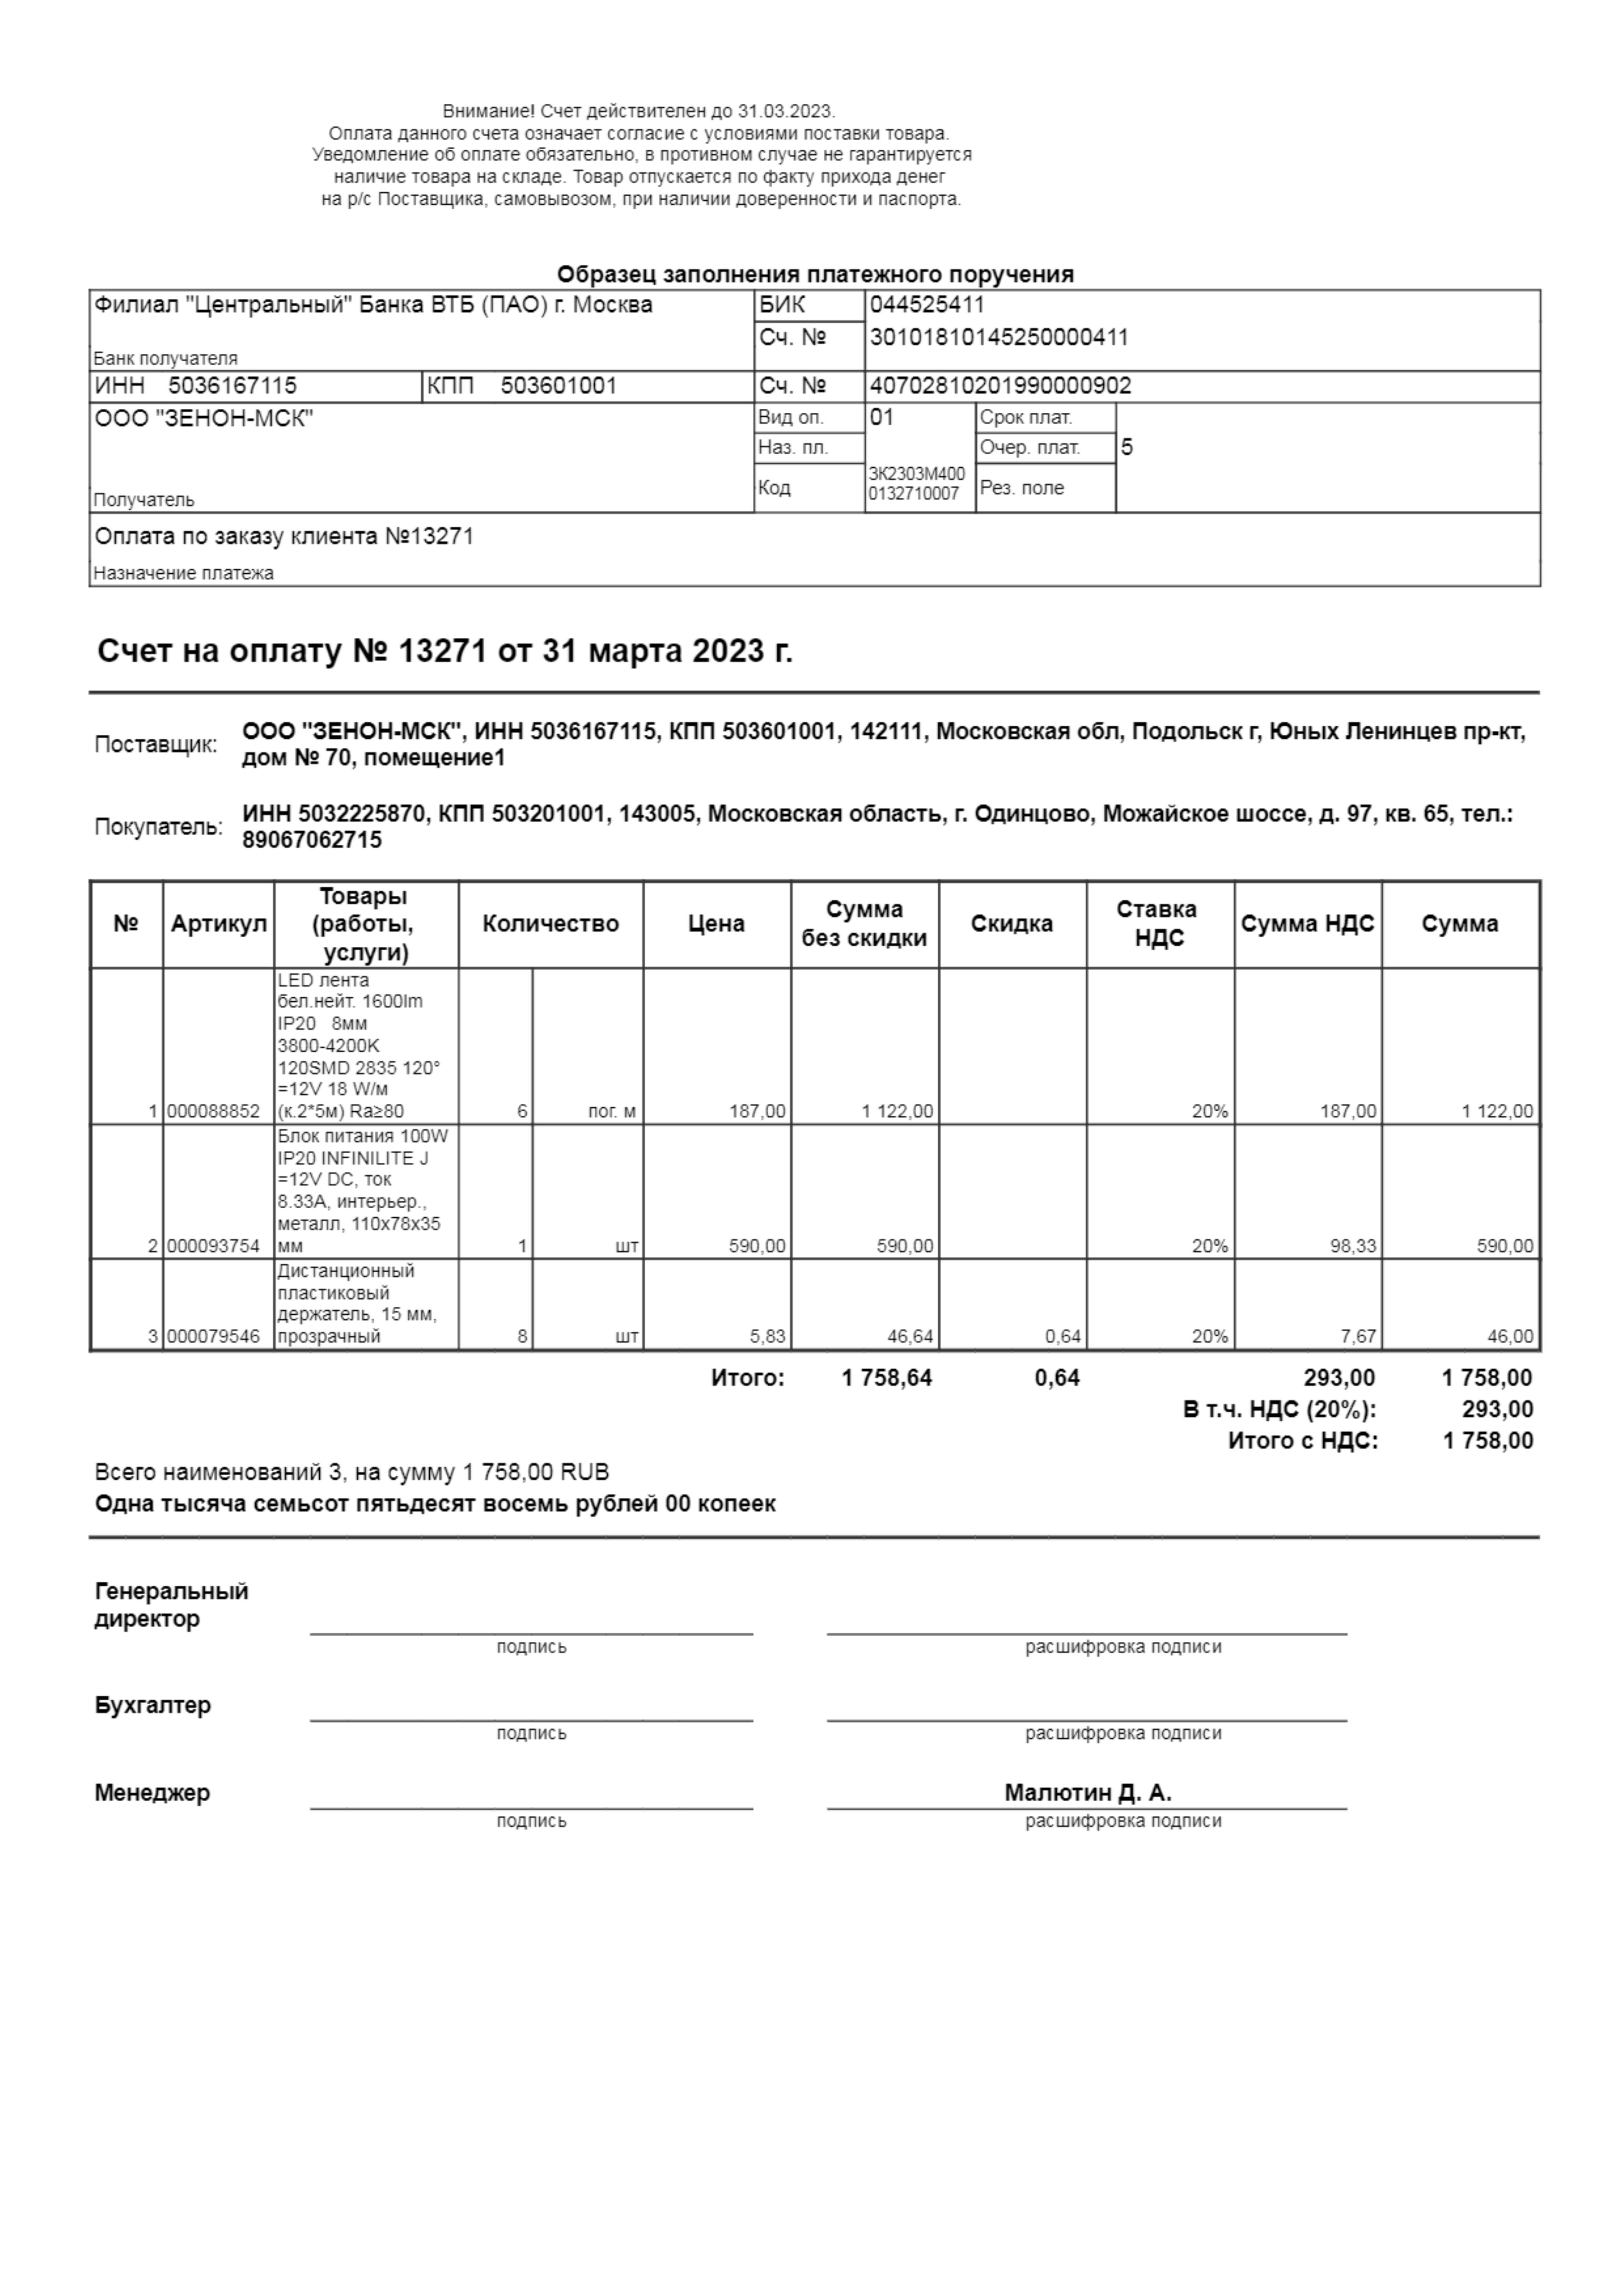 Внимание! Счет действителен до 31.03.2023.
Оплата данного счета означает согласие с условиями поставки товара.
Уведомление об оплате обязательно, в противном случае не гарантируется
наличие товара на складе. Товар отпускается по факту прихода денег
на р/с Поставщика, самовывозом, при наличии доверенности и паспорта.
Образец заполнения платежного поручения
Филиал "Центральный" Банка ВТБ (ПАО) г. Москва БИК 044525411
Сч. № 30101810145250000411
Банк получателя
ИНН 5036167115 КПП 503601001 Сч. № 40702810201990000902
ООО "ЗЕНОН-МСК" Вид оп. 01 Срок плат.
Наз. пл. Очер. плат. 5
Код ЗК2303М400
0132710007 Рез. поле
Получатель
Оплата по заказу клиента №13271
Назначение платежа
Счет на оплату № 13271 от 31 марта 2023 г.
Поставщик: ООО "ЗЕНОН-МСК", ИНН 5036167115, КПП 503601001, 142111, Московская обл, Подольск г, Юных Ленинцев пр-кт,
дом № 70, помещение1
Покупатель: ИНН 5032225870, КПП 503201001, 143005, Московская область, г. Одинцово, Можайское шоссе, д. 97, кв. 65, тел.:
89067062715
№ Артикул Товары
(работы,
услуги) Количество Цена Сумма
без скидки Скидка Ставка
НДС Сумма НДС Сумма
LED лента
бел.нейт. 1600lm
IP20 8мм
3800-4200K
120SMD 2835 120°
=12V 18 W/м
1 000088852 (к.2*5м) Ra≥80 6 пог. м 187,00 1 122,00 20% 187,00 1 122,00
Блок питания 100W
IP20 INFINILITE J
=12V DC, ток
8.33A, интерьер.,
металл, 110х78х35
2 000093754 мм 1 шт 590,00 590,00 20% 98,33 590,00
Дистанционный
пластиковый
держатель, 15 мм,
3 000079546 прозрачный 8 шт 5,83 46,64 0,64 20% 7,67 46,00
Итого: 1 758,64 0,64 293,00 1 758,00
В т.ч. НДС (20%): 293,00
Итого с НДС: 1 758,00
Всего наименований 3, на сумму 1 758,00 RUB
Одна тысяча семьсот пятьдесят восемь рублей 00 копеек
Генеральный
директор
подпись расшифровка подписи
Бухгалтер
подпись расшифровка подписи
Менеджер Малютин Д. А.
подпись расшифровка подписи